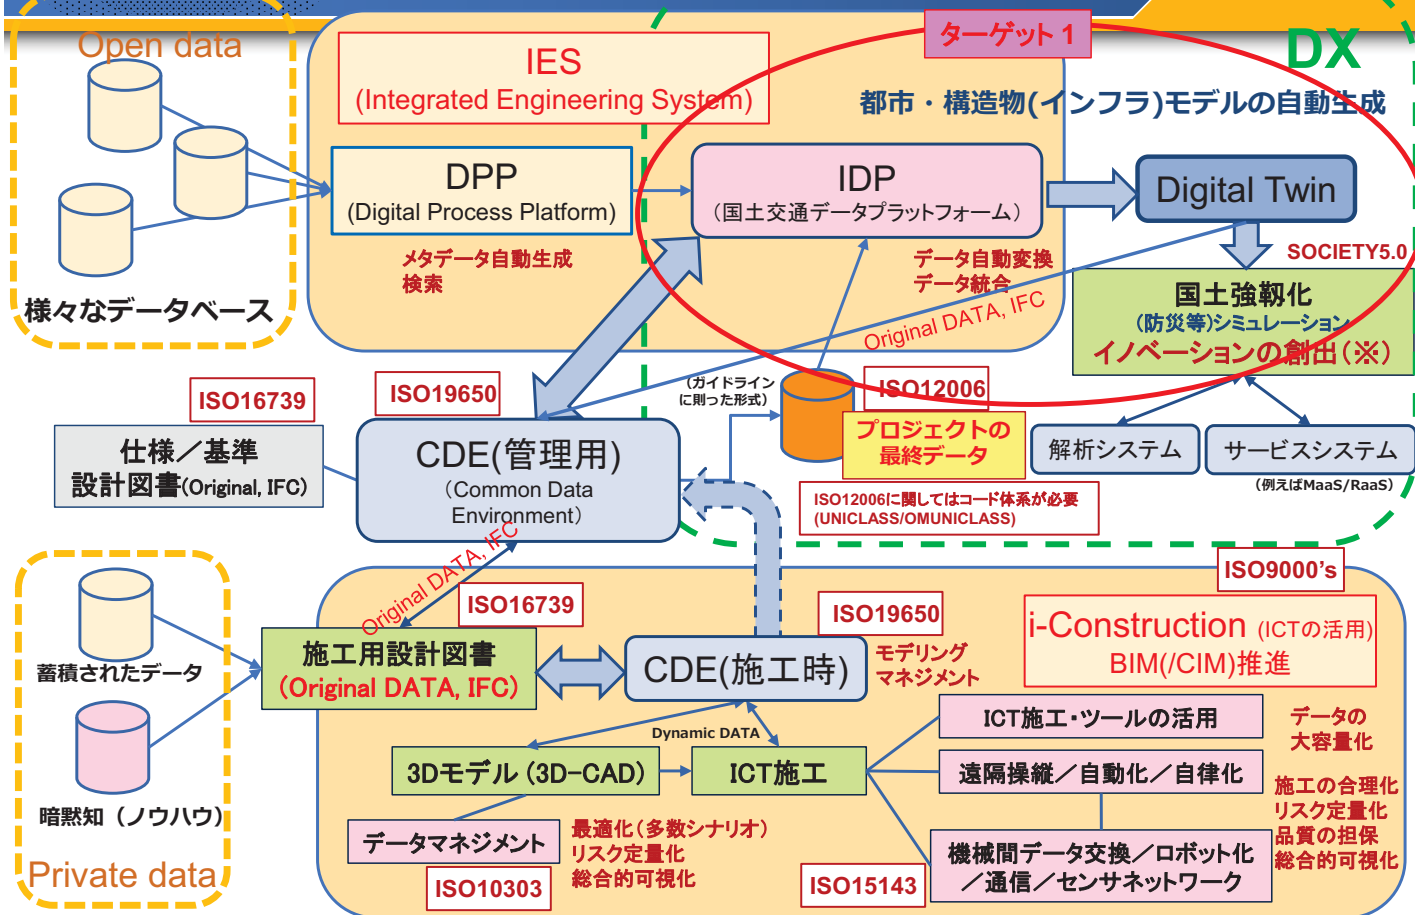 Open data
様々なデータベース
IES
(Integrated Engineering System)
ターゲット 1
DX
都市・構造物(インフラ)モデルの自動生成
DPP
(Digital Process Platform)
メタデータ自動生成
検索
IDP
(国土交通データプラットフォーム)
データ自動変換
データ統合
Digital Twin
SOCIETY5.0
国土強靱化
(防災等)シミュレーション
イノベーションの創出(※)
Original DATA, IFC
ISO16739
仕様／基準
設計図書(Original, IFC)
ISO19650
CDE(管理用)
(Common Data
Environment)
(ガイドライン
に則った形式)
ISO12006
プロジェクトの
最終データ
ISO12006に関してはコード体系が必要
(UNICLASS/OMUNICLASS)
解析システム
サービスシステム
(例えばMaaS/RaaS)
Original DATA, IFC
蓄積されたデータ
暗黙知（ノウハウ）
Private data
ISO16739
施工用設計図書
(Original DATA, IFC)
ISO19650
CDE(施工時)
モデリング
マネジメント
ISO9000's
i-Construction (ICTの活用)
BIM(/CIM)推進
Dynamic DATA
3Dモデル (3D-CAD)
ICT施工
データマネジメント
ISO10303
最適化(多数シナリオ)
リスク定量化
総合的可視化
ICT施工・ツールの活用
遠隔操縦／自動化／自律化
機械間データ交換／ロボット化
／通信／センサネットワーク
ISO15143
データの
大容量化
施工の合理化
リスク定量化
品質の担保
総合的可視化